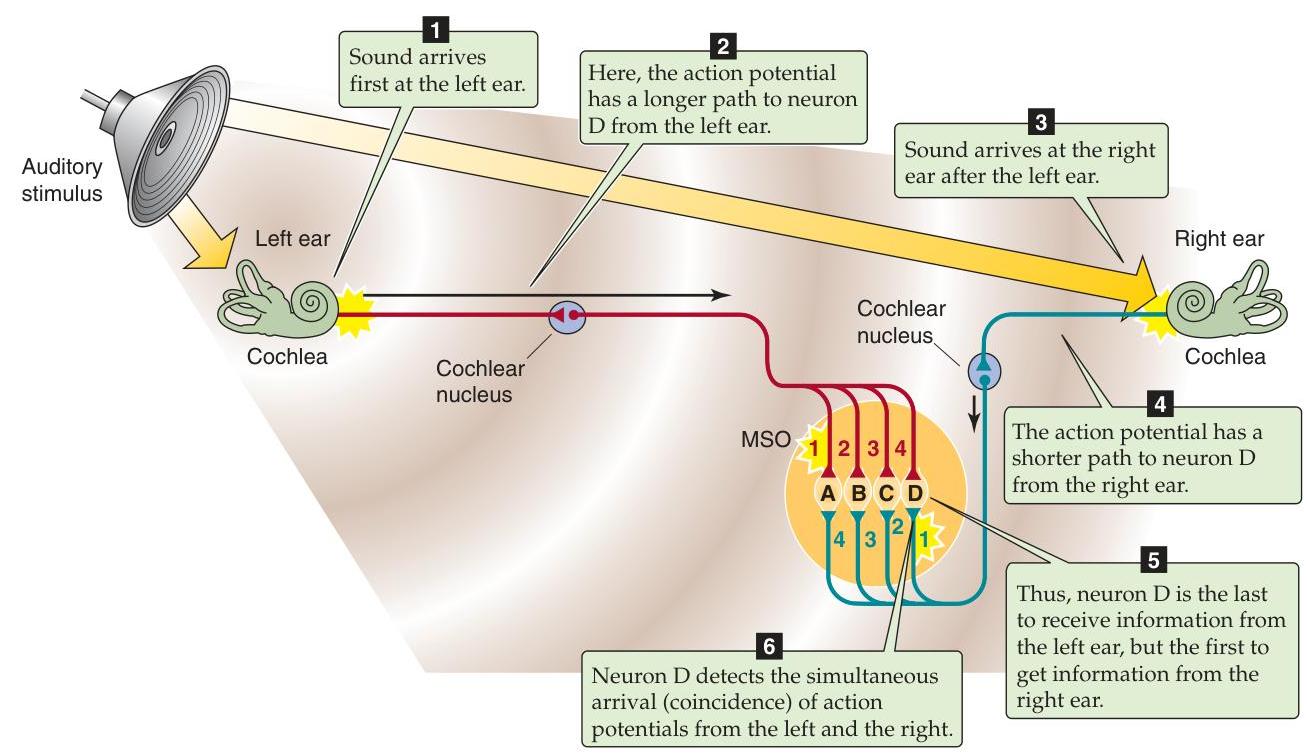 1
Sound arrives
first at the left ear.
2
Here, the action potential
has a longer path to neuron
D from the left ear.
3
Sound arrives at the right
ear after the left ear.
Auditory
stimulus
Left ear
Right ear
Cochlea
Cochlear
nucleus
Cochlear
nucleus
Cochlea
4
The action potential has a
shorter path to neuron D
from the right ear.
MSO
1 2 3 4
A B C D
4 3 2 1
5
Thus, neuron D is the last
to receive information from
the left ear, but the first to
get information from the
right ear.
6
Neuron D detects the simultaneous
arrival (coincidence) of action
potentials from the left and the right.